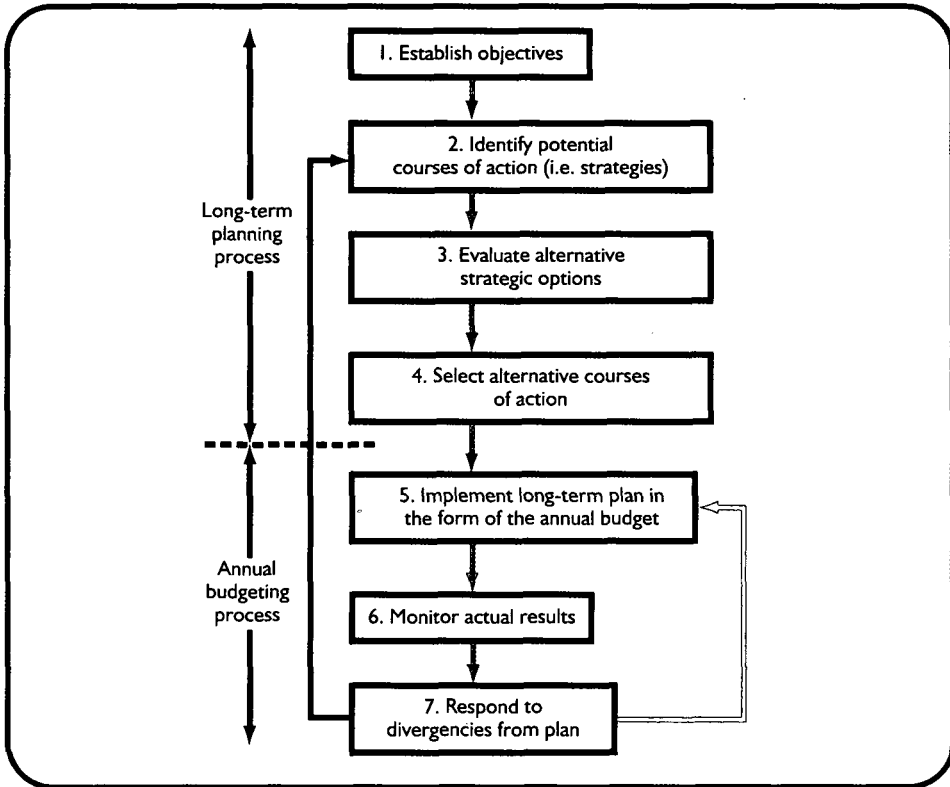 1. Establish objectives
2. Identify potential
courses of action (i.e. strategies)
Long-term
planning
process
3. Evaluate alternative
strategic options
4. Select alternative courses
of action
5. Implement long-term plan in
the form of the annual budget
Annual
budgeting
process
6. Monitor actual results
7. Respond to
divergencies from plan